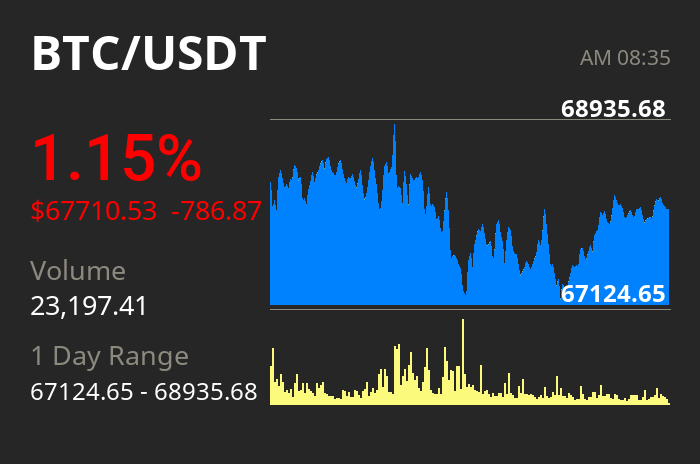 BTC/USDT
AM 08:35
68935.68
1.15%
$67710.53 -786.87
Volume
23,197.41
67124.65
1 Day Range
67124.65 - 68935.68